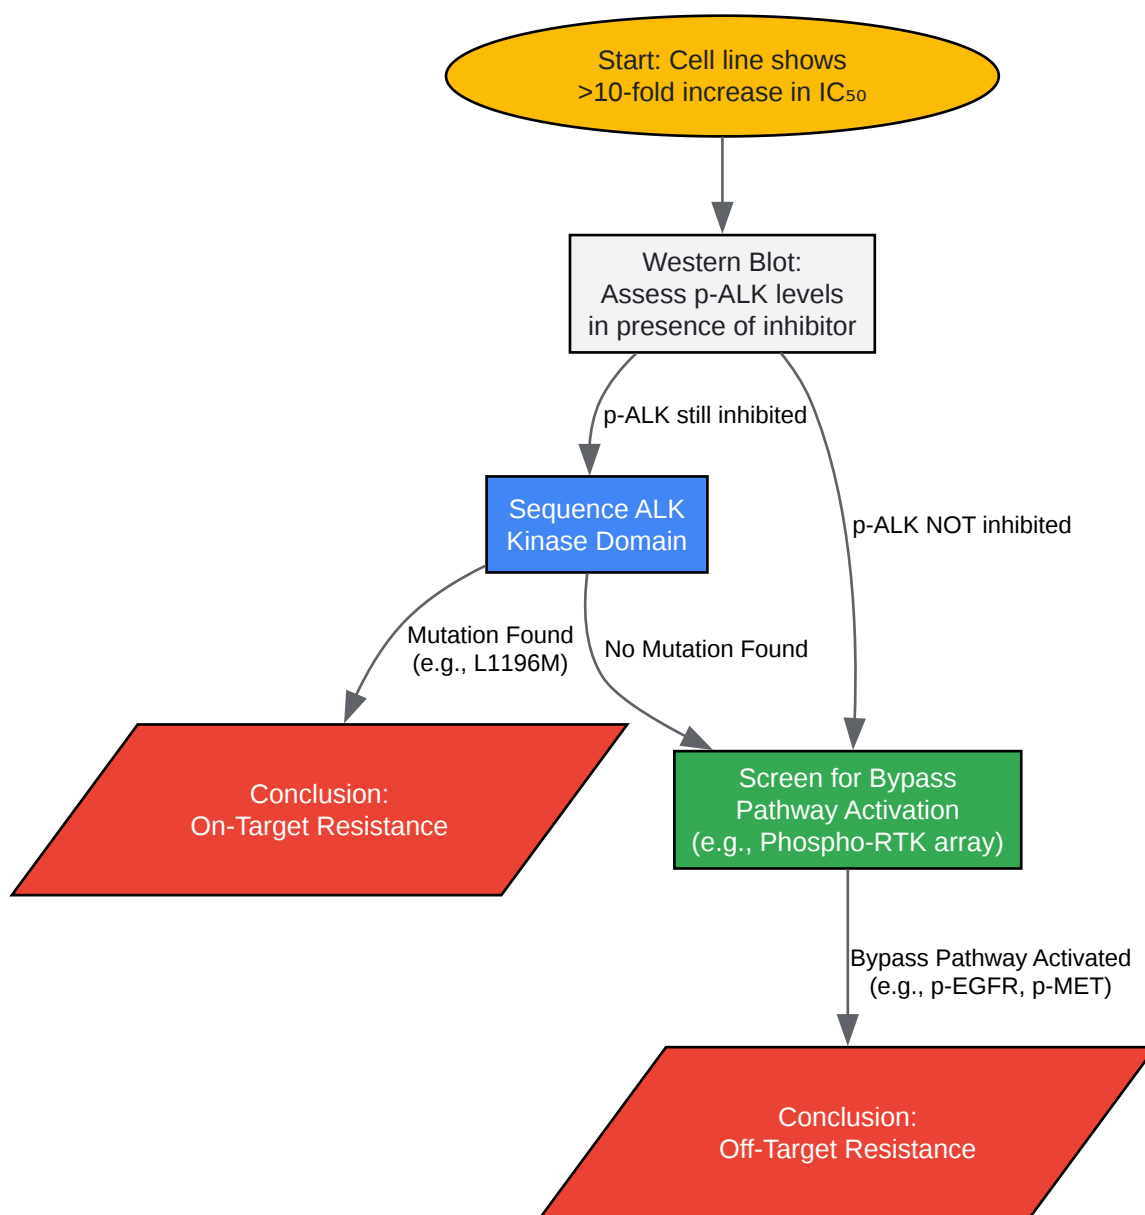 Start: Cell line shows
>10-fold increase in IC₅₀
Western Blot:
Assess p-ALK levels
in presence of inhibitor
p-ALK still inhibited
p-ALK NOT inhibited
Sequence ALK
Kinase Domain
Mutation Found
(e.g., L1196M)
No Mutation Found
Conclusion:
On-Target Resistance
Screen for Bypass
Pathway Activation
(e.g., Phospho-RTK array)
Bypass Pathway Activated
(e.g., p-EGFR, p-MET)
Conclusion:
Off-Target Resistance